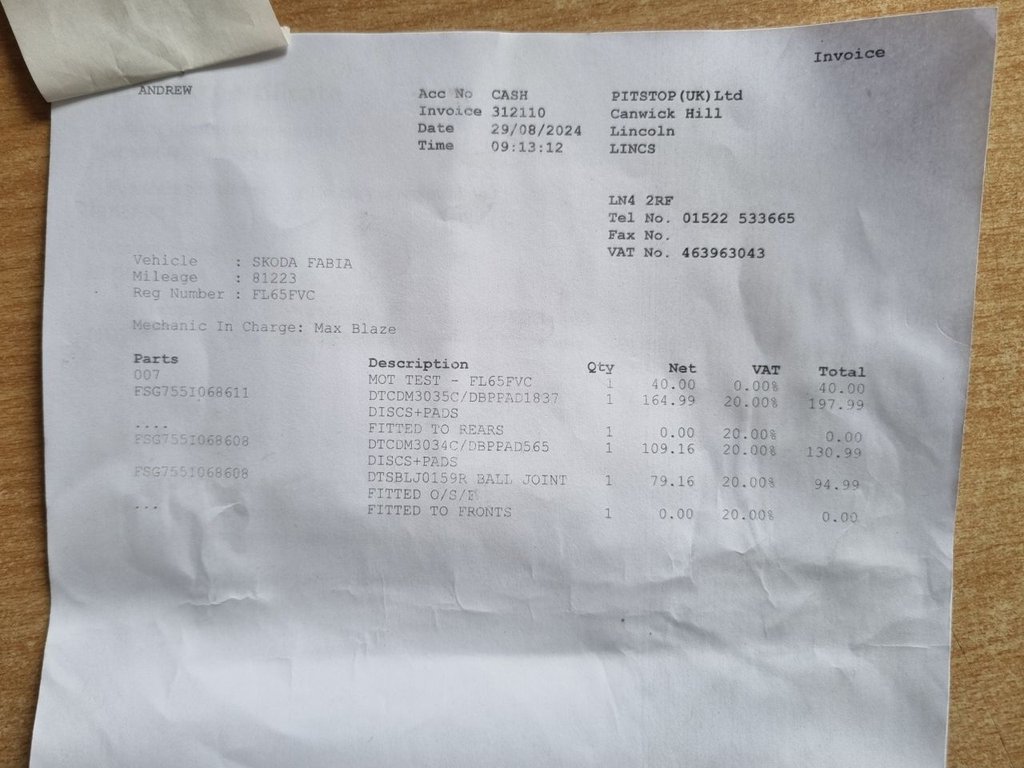 Invoice
ANDREW
Acc No CASH
Invoice 312110
Date 29/08/2024
Time 09:13:12
PITSTOP(UK)Ltd
Canwick Hill
Lincoln
LINCS
LN4 2RF
Tel No. 01522 533665
Fax No.
VAT No. 463963043
Vehicle : SKODA FABIA
Mileage : 81223
Reg Number : FL65FVC
Mechanic In Charge: Max Blaze
Parts Description Qty Net VAT Total
007 MOT TEST - FL65FVC 1 40.00 0.00% 40.00
FSG755I068611 DTCDM3035C/DBPPAD1837 1 164.99 20.00% 197.99
DISCS+PADS
.... FITTED TO REARS 1 0.00 20.00% 0.00
FSG755I068608 DTCDM3034C/DBPPAD565 1 109.16 20.00% 130.99
DISCS+PADS
FSG755I068608 DTSBLJ0159R BALL JOINT 1 79.16 20.00% 94.99
FITTED O/S/F
... FITTED TO FRONTS 1 0.00 20.00% 0.00